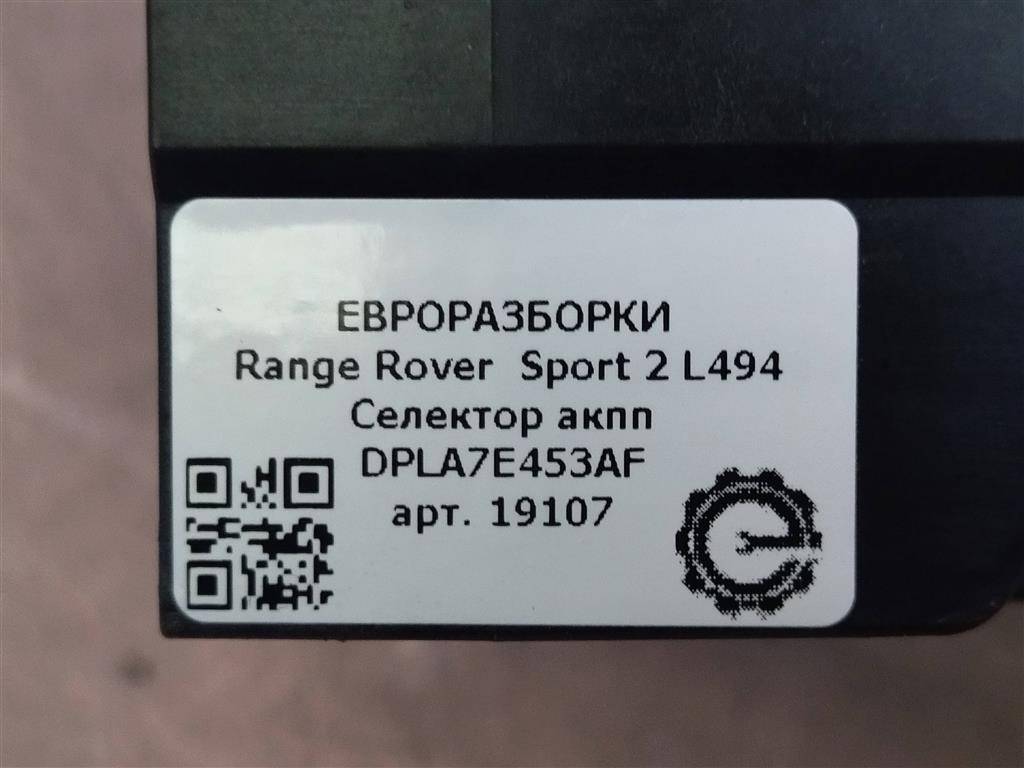 ЕВРОРАЗБОРКИ
Range Rover Sport 2 L494
Селектор акпп
DPLA7E453AF
арт. 19107